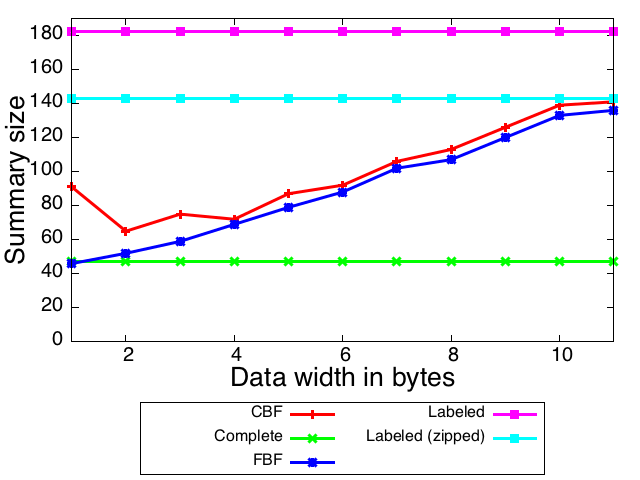 180
160
140
120
100
80
60
40
20
0
Summary size
2 4 6 8 10
Data width in bytes
CBF Labeled
Complete Labeled (zipped)
FBF